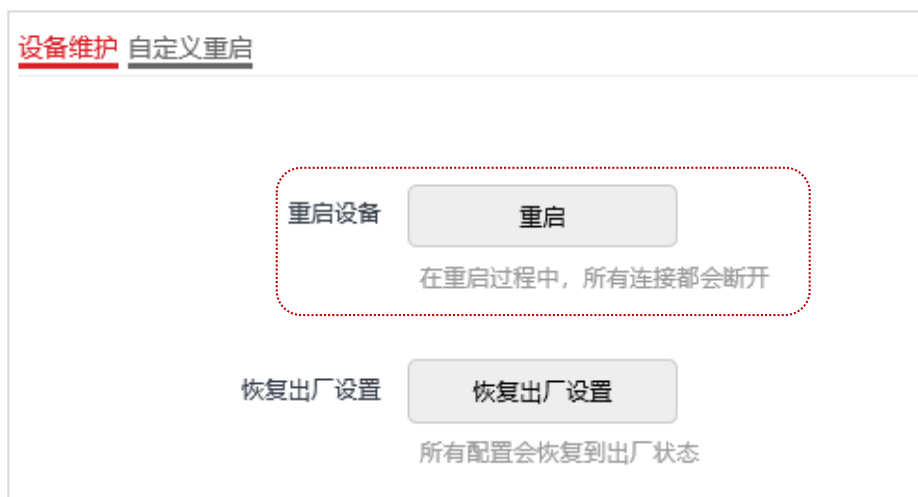 设备维护 自定义重启
重启设备 重启
在重启过程中，所有连接都会断开
恢复出厂设置 恢复出厂设置
所有配置会恢复到出厂状态